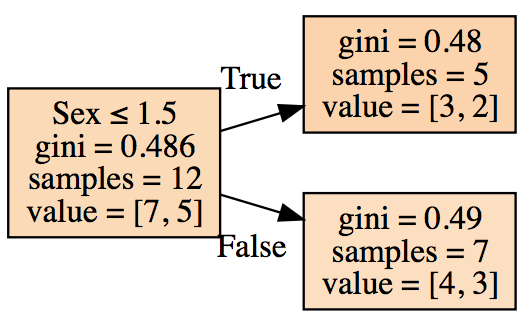 Sex ≤ 1.5
gini = 0.486
samples = 12
value = [7, 5]
True
gini = 0.48
samples = 5
value = [3, 2]
False
gini = 0.49
samples = 7
value = [4, 3]